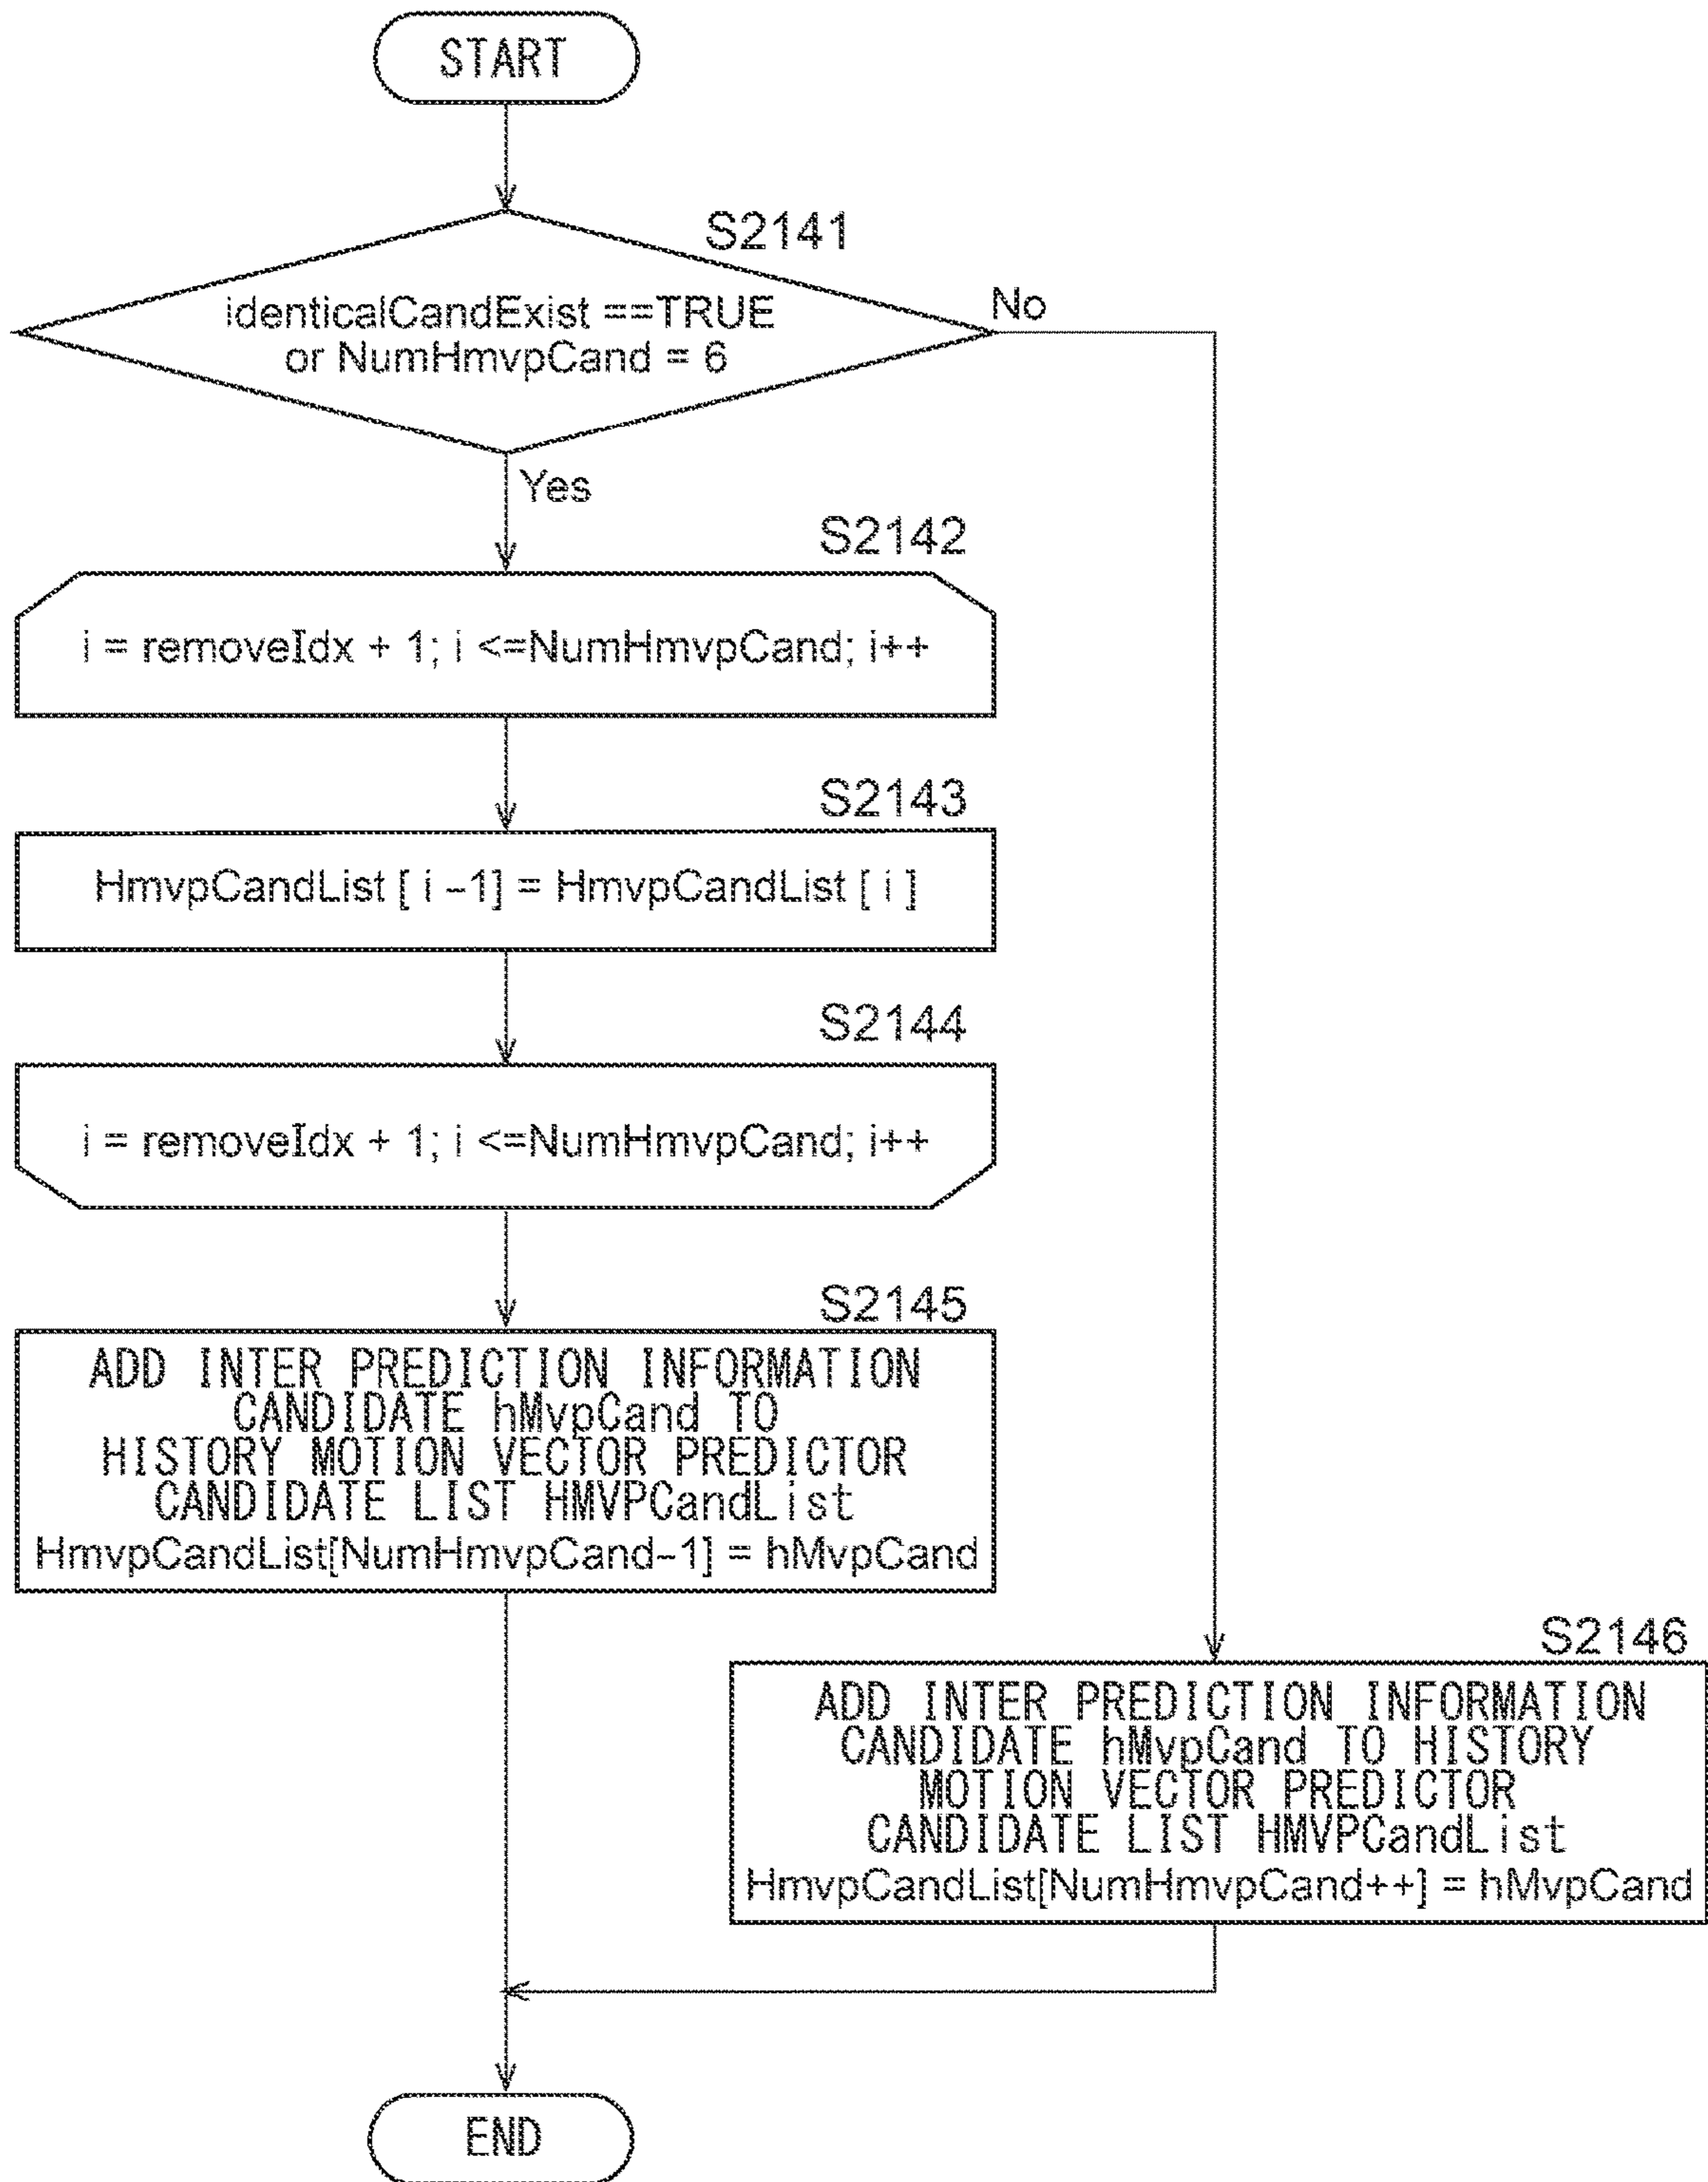 START
S2141
identicalCandExist ==TRUE
or NumHmvpCand = 6
No
Yes
S2142
i = removeIdx + 1; i <=NumHmvpCand; i++
S2143
HmvpCandList [ i -1] = HmvpCandList [ i ]
S2144
i = removeIdx + 1; i <=NumHmvpCand; i++
S2145
ADD INTER PREDICTION INFORMATION
CANDIDATE hMvpCand TO
HISTORY MOTION VECTOR PREDICTOR
CANDIDATE LIST HMVPCandList
HmvpCandList[NumHmvpCand-1] = hMvpCand
S2146
ADD INTER PREDICTION INFORMATION
CANDIDATE hMvpCand TO HISTORY
MOTION VECTOR PREDICTOR
CANDIDATE LIST HMVPCandList
HmvpCandList[NumHmvpCand++] = hMvpCand
END